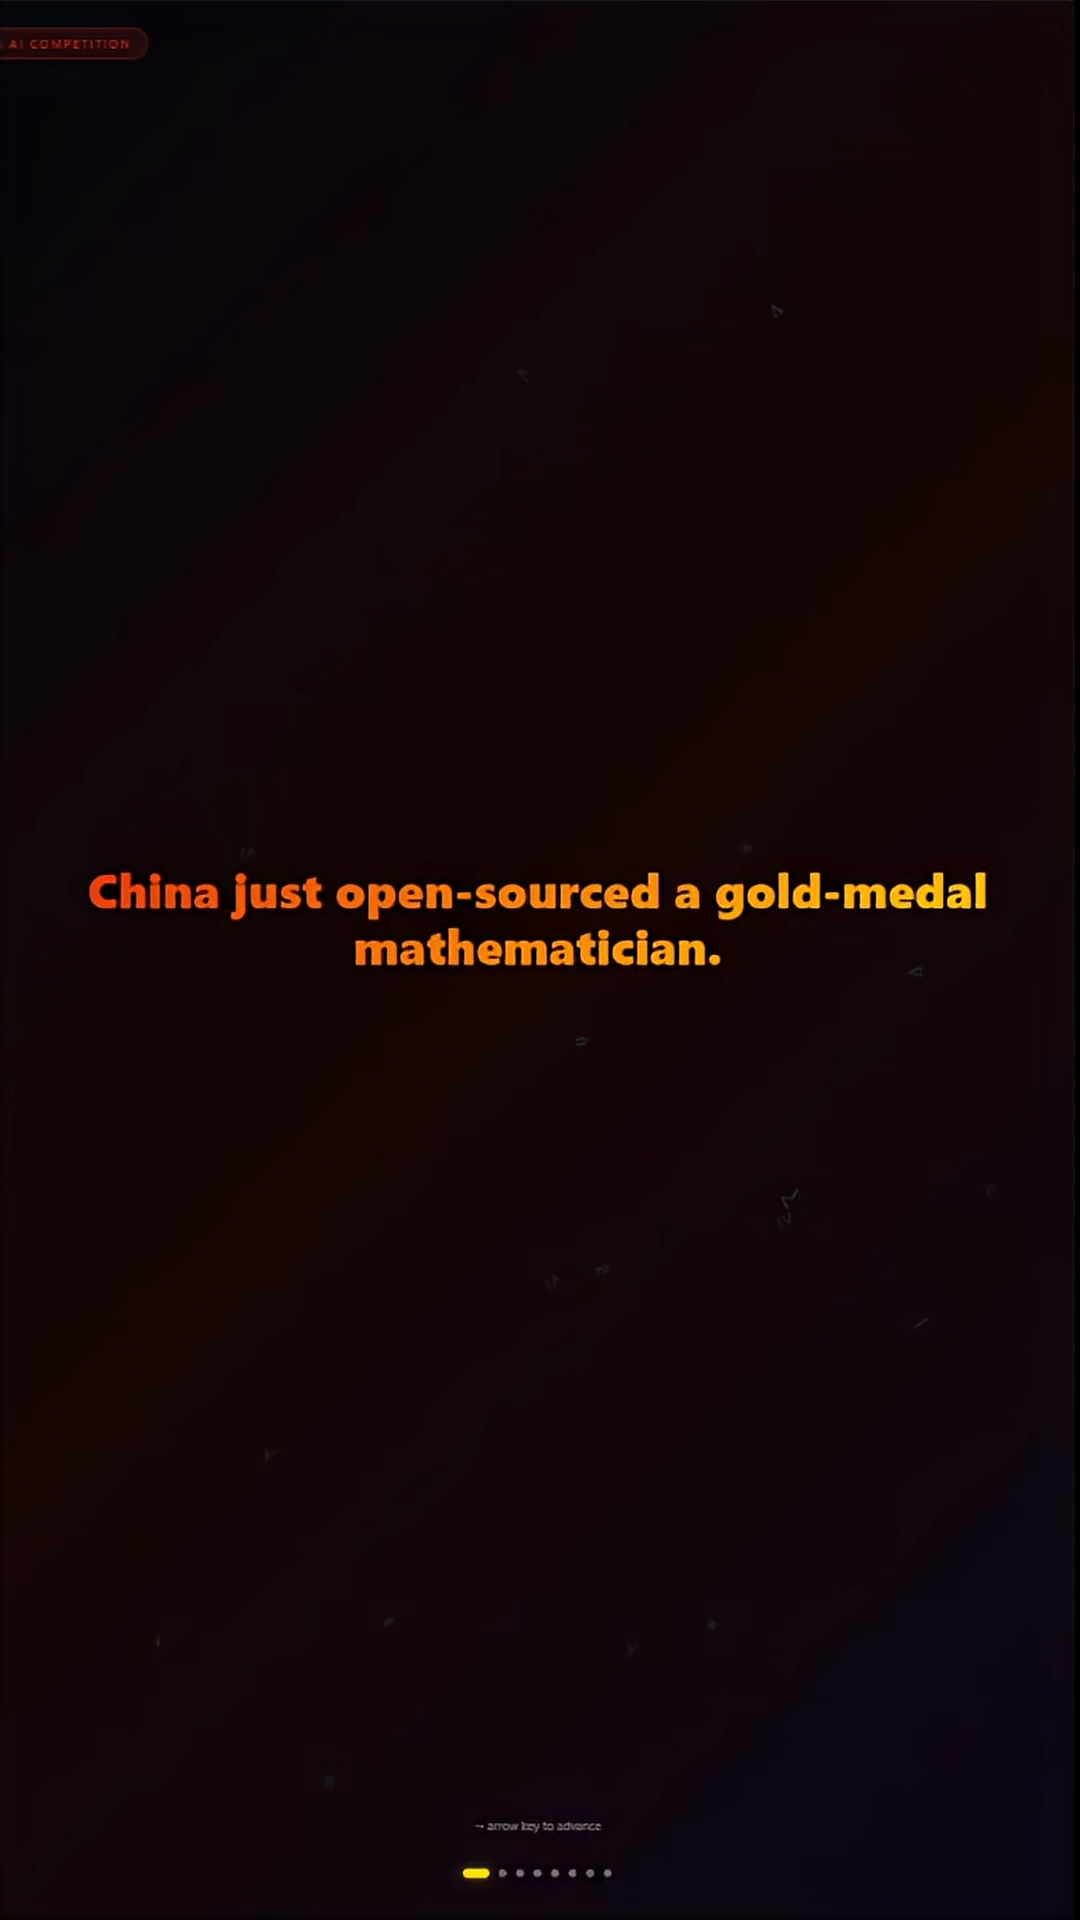 AI COMPETITION
China just open-sourced a gold-medal
mathematician.
→ arrow key to advance